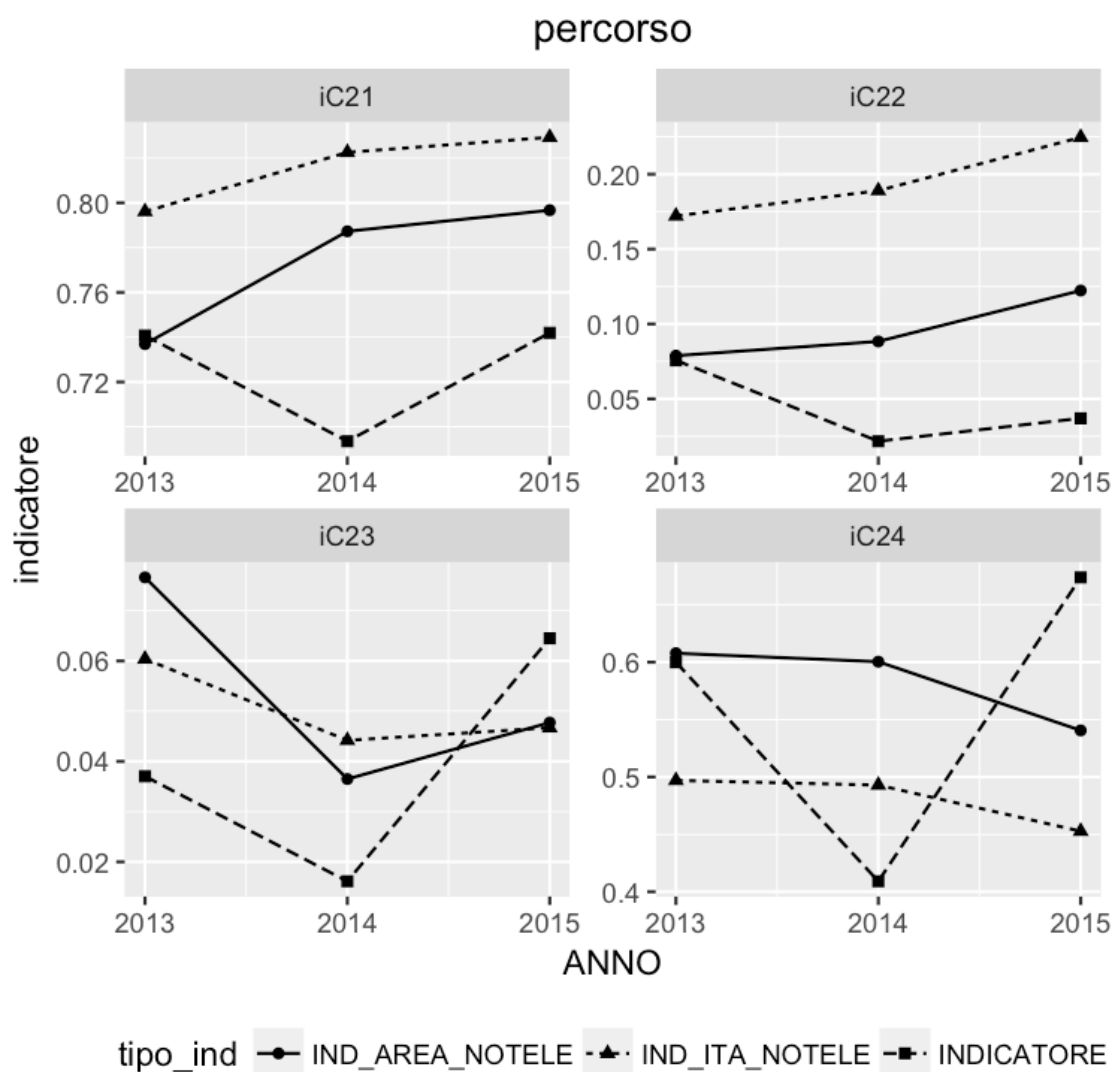 percorso
iC21
iC22
0.80
0.76
0.72
0.20
0.15
0.10
0.05
2013 2014 2015
2013 2014 2015
iC23
iC24
0.06
0.04
0.02
0.6
0.5
0.4
2013 2014 2015
2013 2014 2015
indicatore
ANNO
tipo_ind IND_AREA_NOTELE IND_ITA_NOTELE INDICATORE